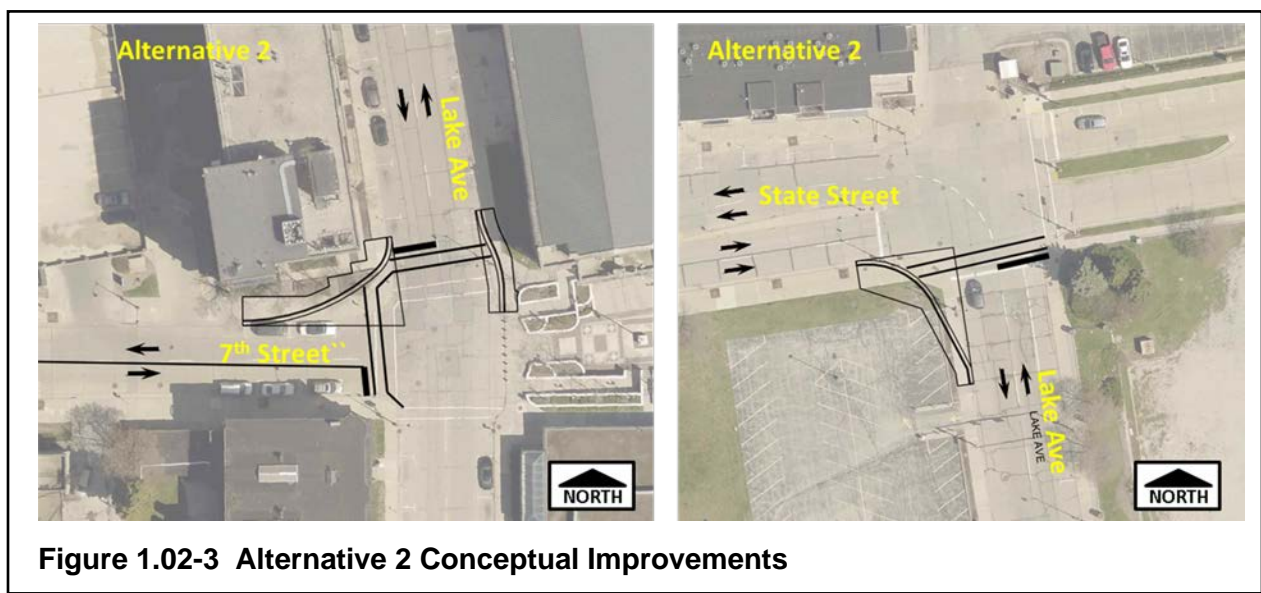 Alternative 2
Lake Ave
7th Street``
NORTH
Alternative 2
State Street
Lake Ave
LAKE AVE
NORTH
Figure 1.02-3 Alternative 2 Conceptual Improvements